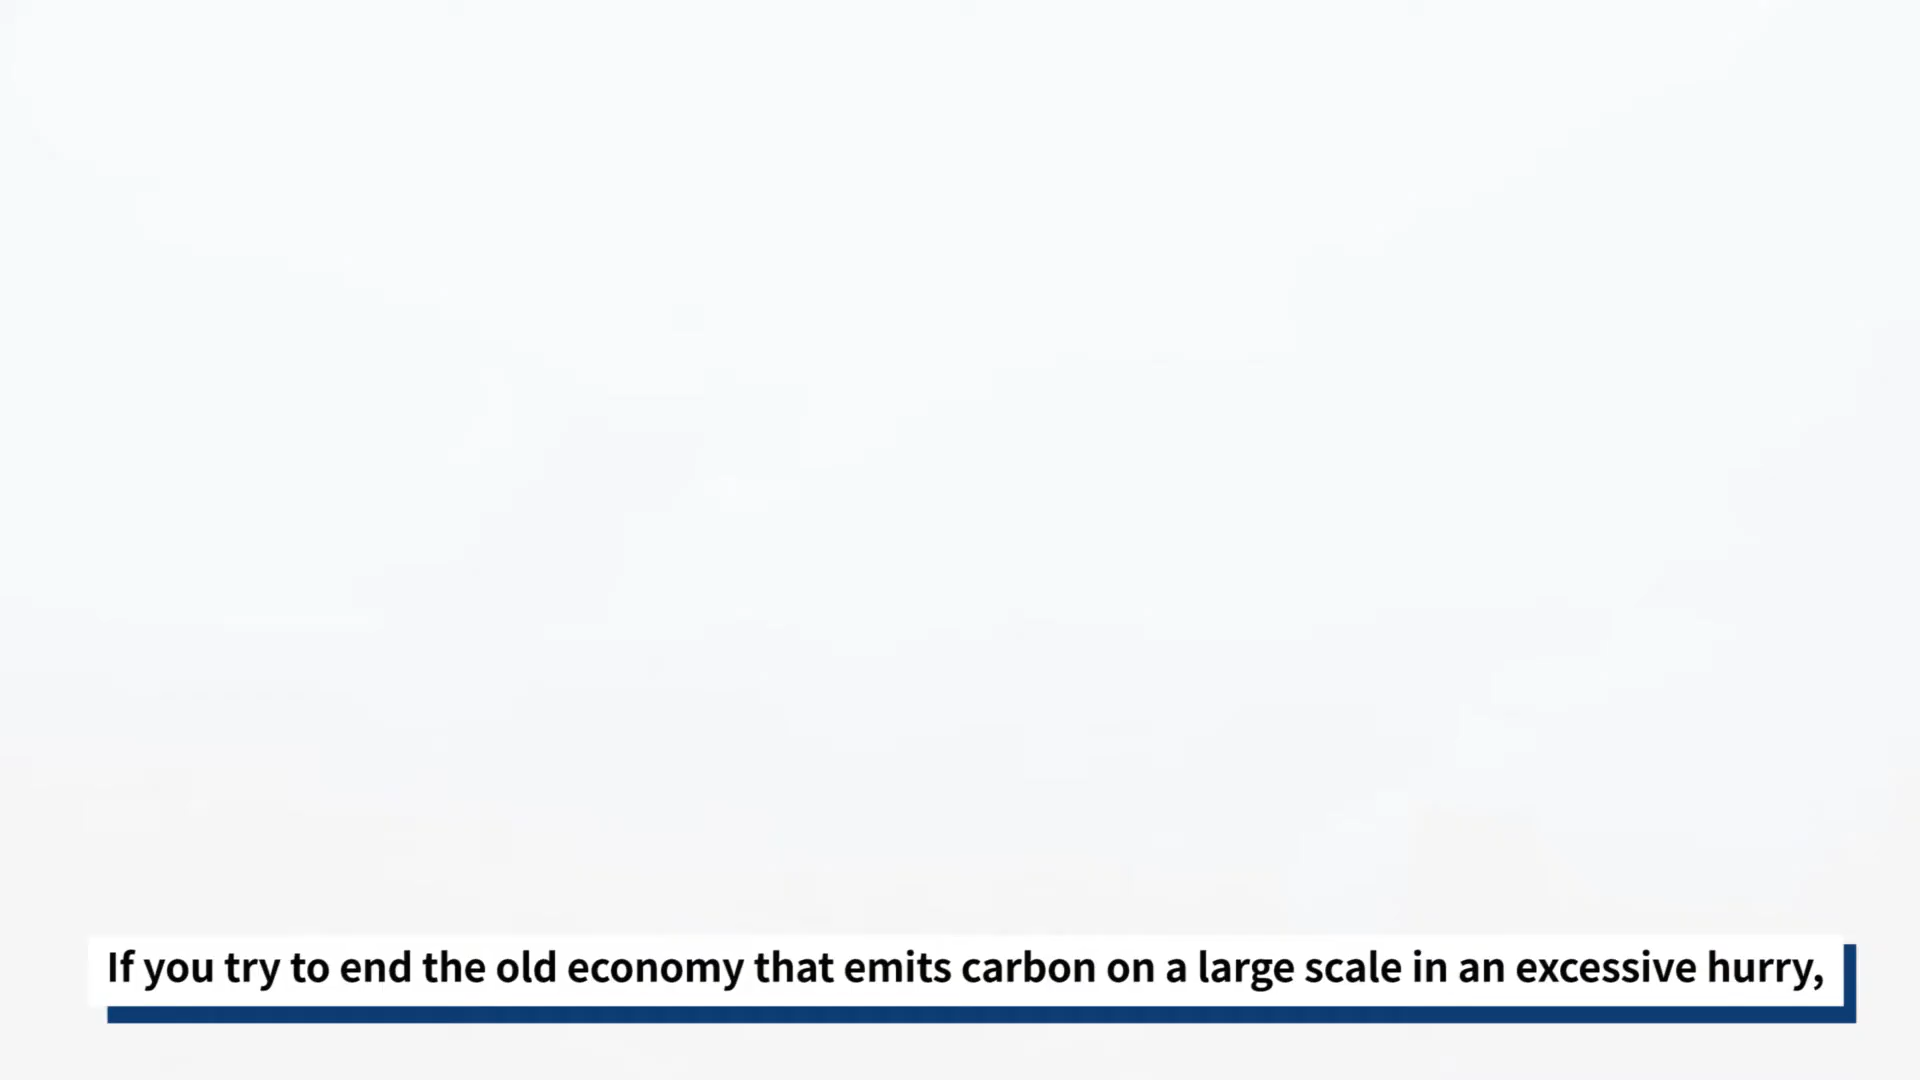 If you try to end the old economy that emits carbon on a large scale in an excessive hurry,